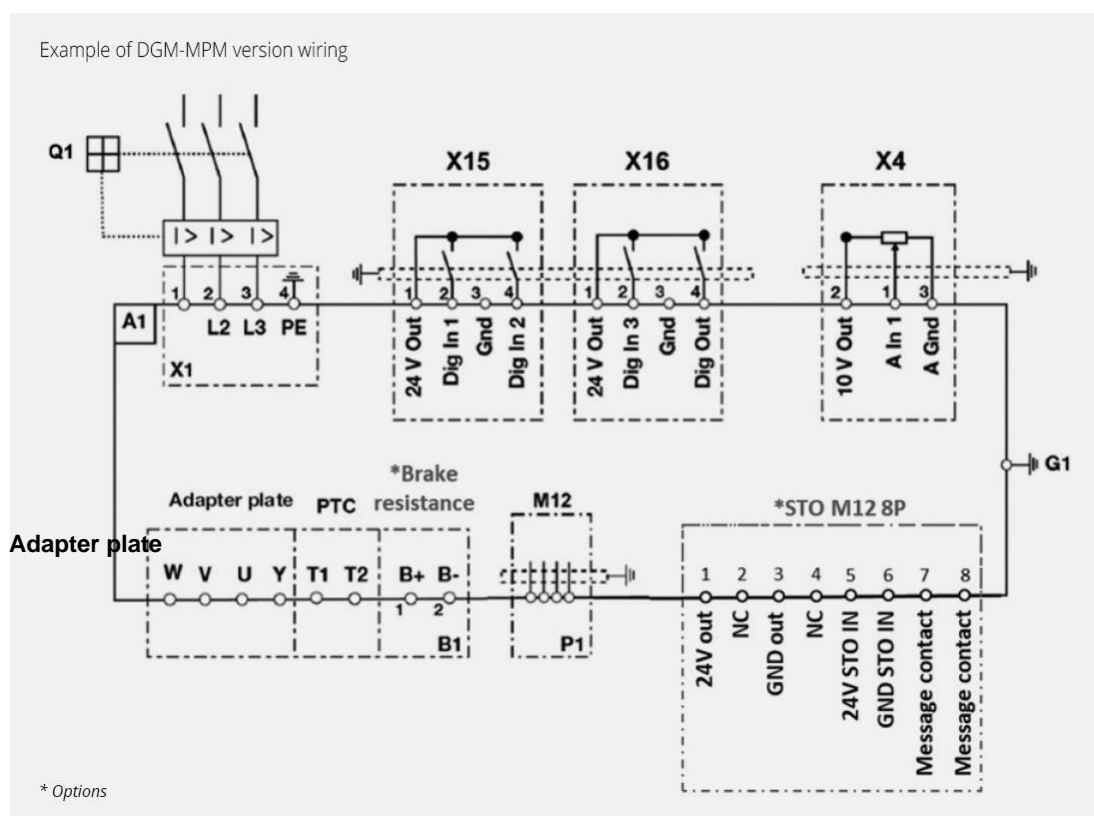 Example of DGM-MPM version wiring
Q1
X15
X16
X4
| > | > | >
1 2 3 4
1 2 3 4
1 2 3 4
2 1 3
A1
L2 L3 PE
X1
24 V Out
Dig In 1
Gnd
Dig In 2
24 V Out
Dig In 3
Gnd
Dig Out
10 V Out
A In 1
A Gnd
G1
Adapter plate
PTC
*Brake
resistance
M12
*STO M12 8P
Adapter plate
W V U Y T1 T2 B+ B-
1 2
B1
P1
1 2 3 4 5 6 7 8
24V out
NC
GND out
NC
24V STO IN
GND STO IN
Message contact
Message contact
* Options